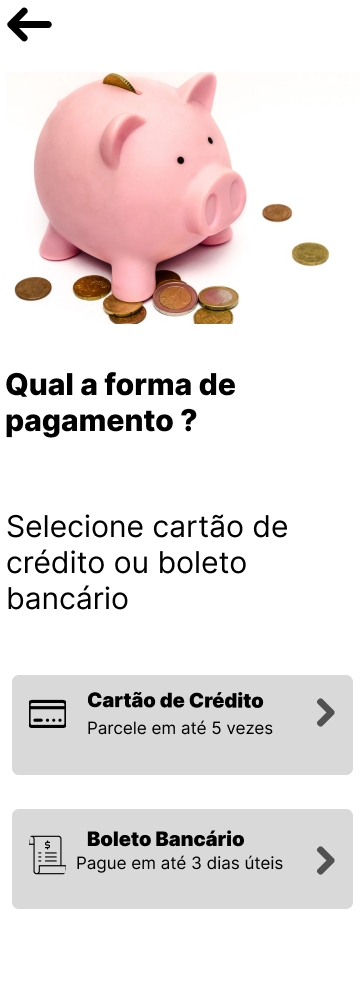 Qual a forma de
pagamento ?
Selecione cartão de
crédito ou boleto
bancário
Cartão de Crédito
Parcele em até 5 vezes
Boleto Bancário
Pague em até 3 dias úteis